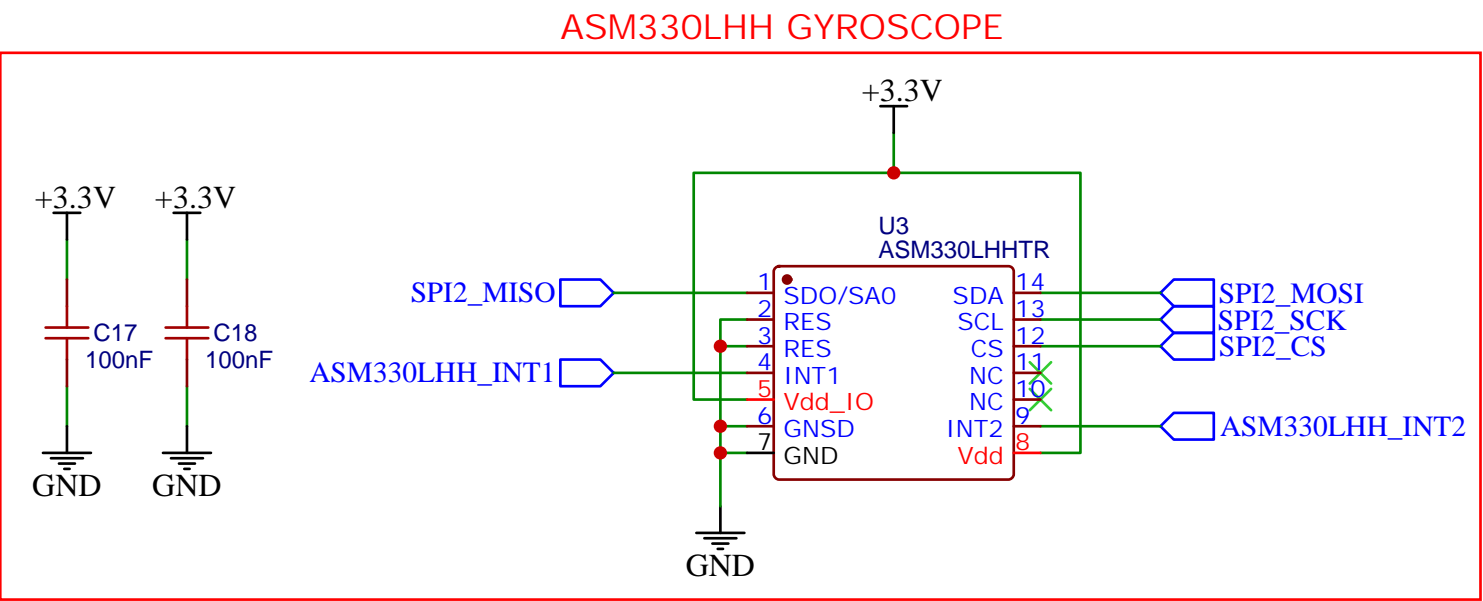 ASM330LHH GYROSCOPE
+3.3V
+3.3V
+3.3V
C17
100nF
C18
100nF
GND
GND
U3
ASM330LHHTR
SPI2_MISO
ASM330LHH_INT1
1
2
3
4
5
6
7
SDO/SA0
RES
RES
INT1
Vdd_IO
GNSD
GND
SDA
SCL
CS
NC
NC
INT2
Vdd
14
13
12
11
10
9
8
SPI2_MOSI
SPI2_SCK
SPI2_CS
ASM330LHH_INT2
GND